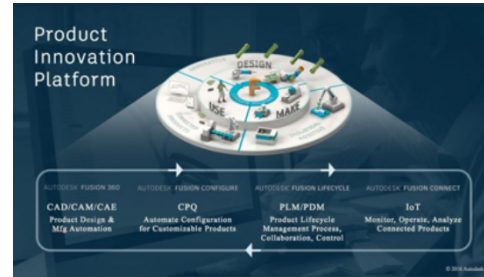 Product
Innovation
Platform
DESIGN
USE
MAKE
AUTODESK FUSION 360
CAD/CAM/CAE
Product Design &
Mfg Automation
AUTODESK FUSION CONFIGURE
CPQ
Automate Configuration
for Customizable Products
AUTODESK FUSION LIFECYCLE
PLM/PDM
Product Lifecycle
Management Process,
Collaboration, Control
AUTODESK FUSION CONNECT
IoT
Monitor, Operate, Analyze
Connected Products
© 2016 Autodesk